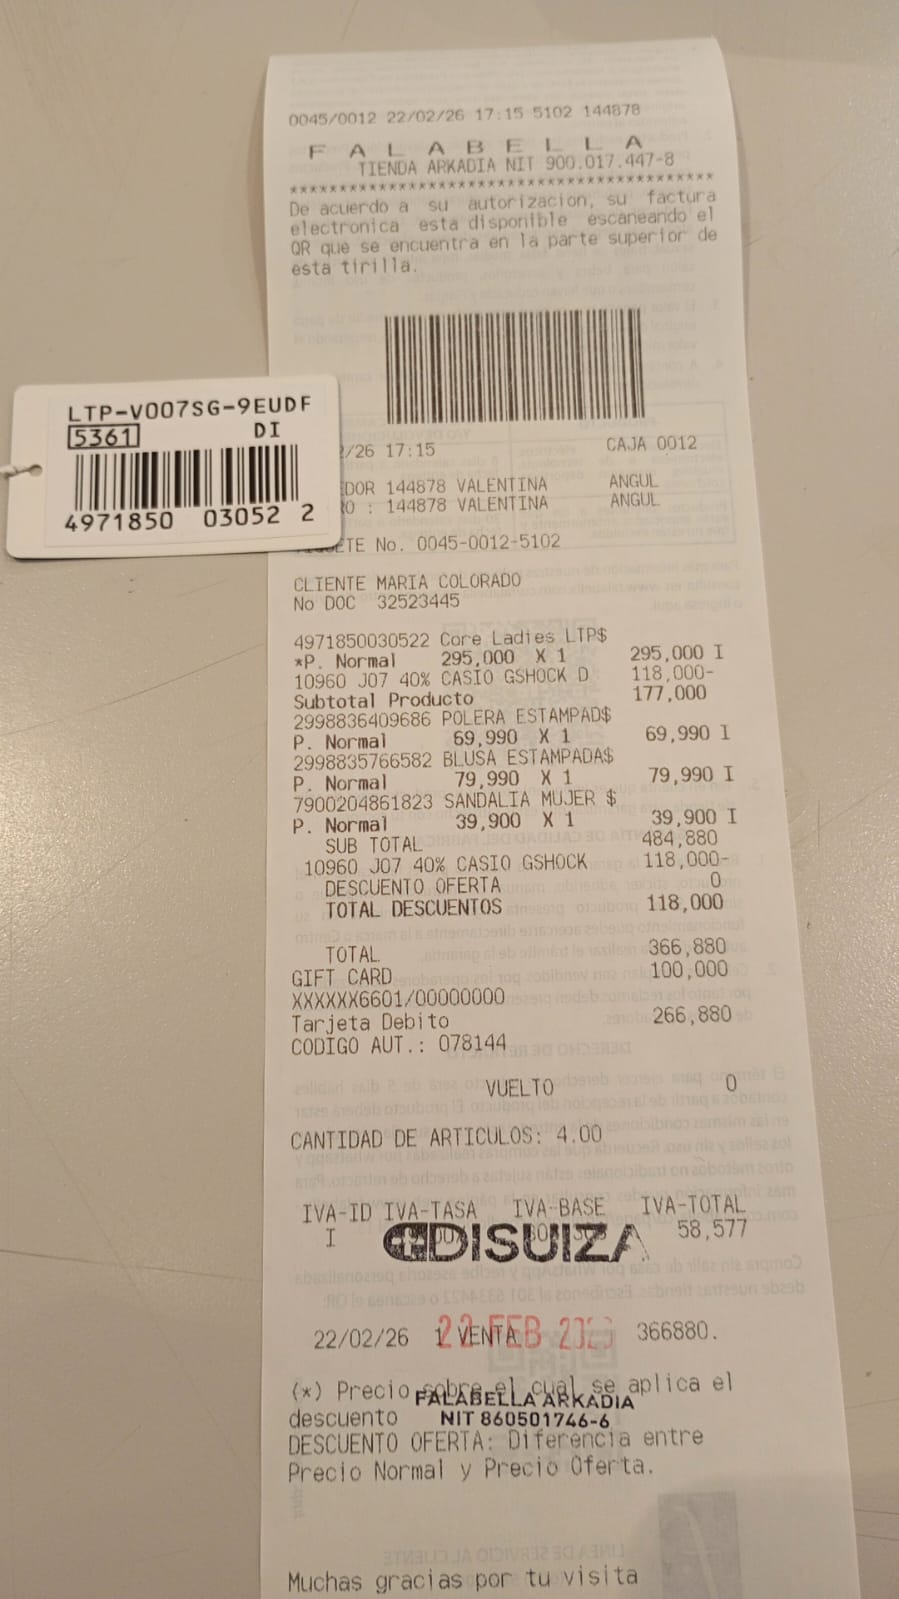 0045/0012 22/02/26 17:15 5102 144878
F A L A B E L L A
TIENDA ARKADIA NIT 900.017.447-8
******************************************
De acuerdo a su autorizacion, su factura
electronica esta disponible escaneando el
QR que se encuentra en la parte superior de
esta tirilla.
LTP-V007SG-9EUDF
5361 DI
4971850 03052 2
/26 17:15 CAJA 0012
DOR 144878 VALENTINA ANGUL
RO : 144878 VALENTINA ANGUL
ETE No. 0045-0012-5102
CLIENTE MARIA COLORADO
No DOC 32523445
4971850030522 Core Ladies LTP$
*P. Normal 295,000 X 1 295,000 I
10960 J07 40% CASIO GSHOCK D 118,000-
Subtotal Producto 177,000
2998836409686 POLERA ESTAMPAD$
P. Normal 69,990 X 1 69,990 I
2998835766582 BLUSA ESTAMPADA$
P. Normal 79,990 X 1 79,990 I
7900204861823 SANDALIA MUJER $
P. Normal 39,900 X 1 39,900 I
SUB TOTAL 484,880
10960 J07 40% CASIO GSHOCK 118,000-
DESCUENTO OFERTA 0
TOTAL DESCUENTOS 118,000
TOTAL 366,880
GIFT CARD 100,000
XXXXXX6601/00000000
Tarjeta Debito 266,880
CODIGO AUT.: 078144
VUELTO 0
CANTIDAD DE ARTICULOS: 4.00
IVA-ID IVA-TASA IVA-BASE IVA-TOTAL
I 58,577
DISUIZA
22/02/26 1 VENTA 366880.
22 FEB
(*) Precio sobre el cual se aplica el
descuento
FALABELLA ARKADIA
NIT 860501746-6
DESCUENTO OFERTA: Diferencia entre
Precio Normal y Precio Oferta.
Muchas gracias por tu visita